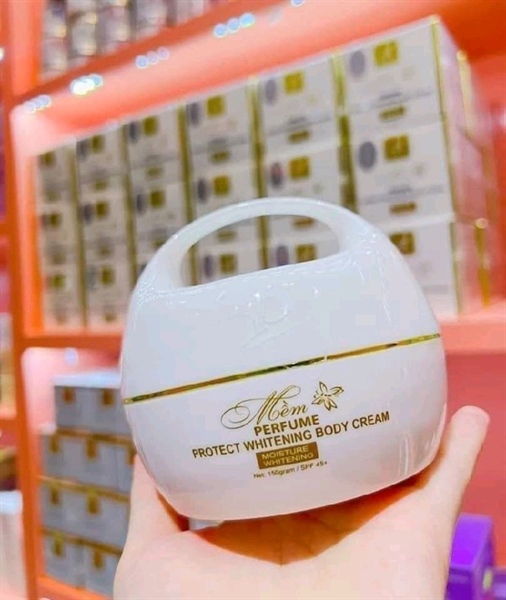 Mềm
PERFUME
PROTECT WHITENING BODY CREAM
MOISTURE
WHITENING
Net: 150gram / SPF 45+